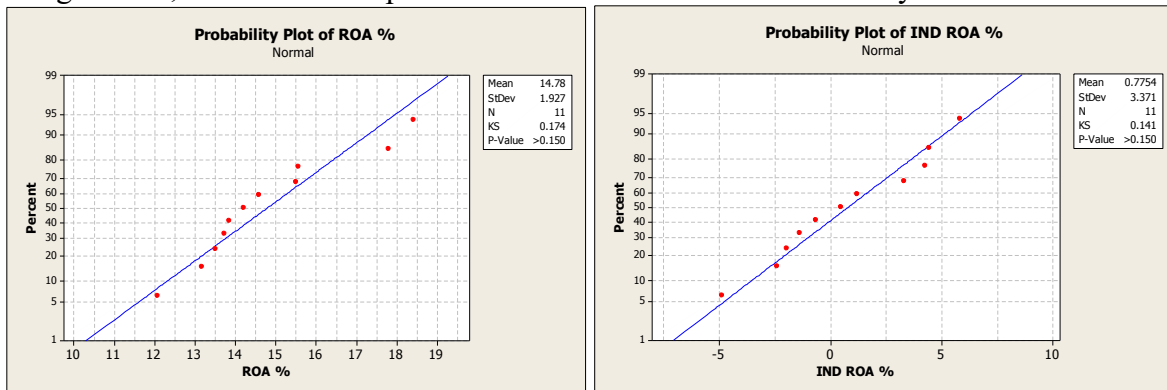 Probability Plot of ROA %
Normal
99
95
90
80
70
60
50
40
30
20
10
5
1
Percent
10 11 12 13 14 15 16 17 18 19
ROA %
Mean 14.78
StDev 1.927
N 11
KS 0.174
P-Value >0.150
Probability Plot of IND ROA %
Normal
99
95
90
80
70
60
50
40
30
20
10
5
1
Percent
-5 0 5 10
IND ROA %
Mean 0.7754
StDev 3.371
N 11
KS 0.141
P-Value >0.150